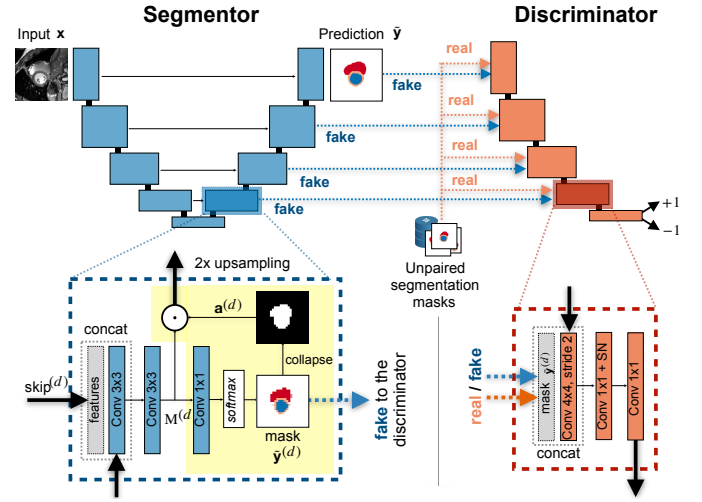 Segmentor
Discriminator
Input x
Prediction ỹ
real
fake
real
fake
real
fake
real
fake
+1
−1
Unpaired
segmentation
masks
2x upsampling
a(d)
concat
collapse
skip(d)
features
Conv 3x3
Conv 3x3
M(d
Conv 1x1
softmax
mask
ỹ(d)
fake to the
discriminator
real / fake
mask ỹ(d)
Conv 4x4, stride 2
Conv 1x1 + SN
Conv 1x1
concat